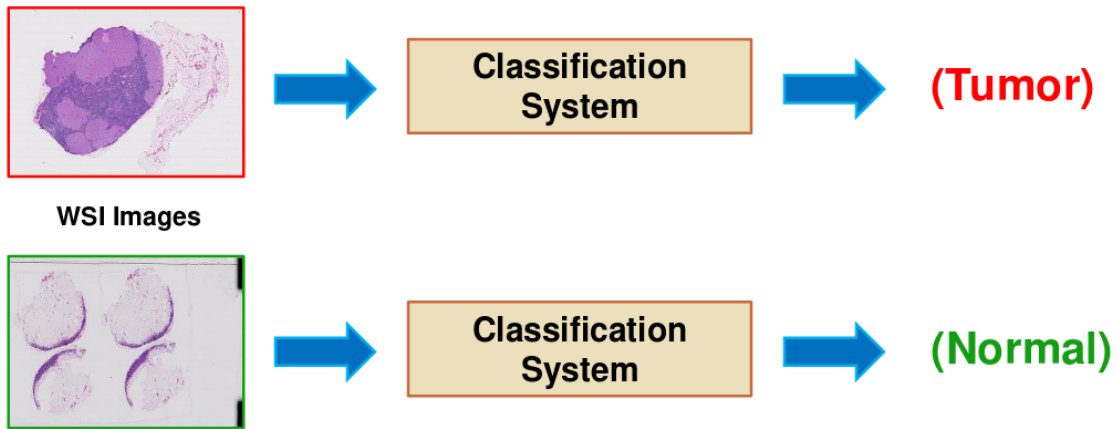 Classification
System
(Tumor)
WSI Images
Classification
System
(Normal)